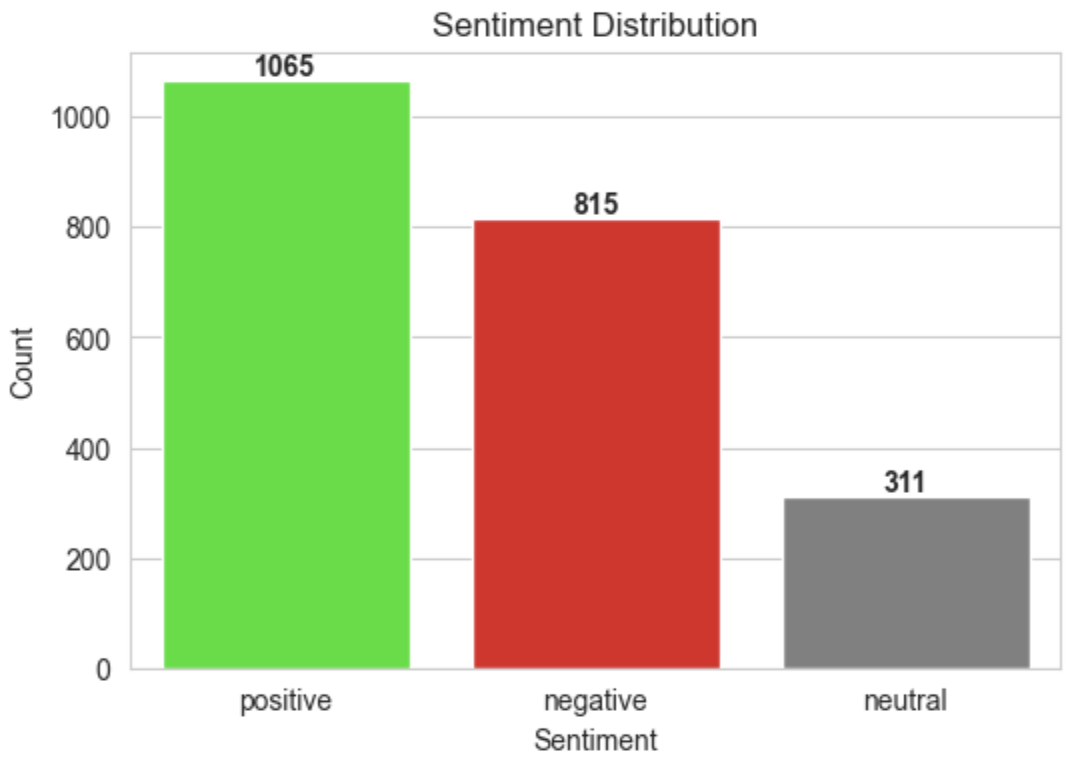 Sentiment Distribution
1065
1000
800
815
600
400
311
200
0
Count
positive
negative
neutral
Sentiment